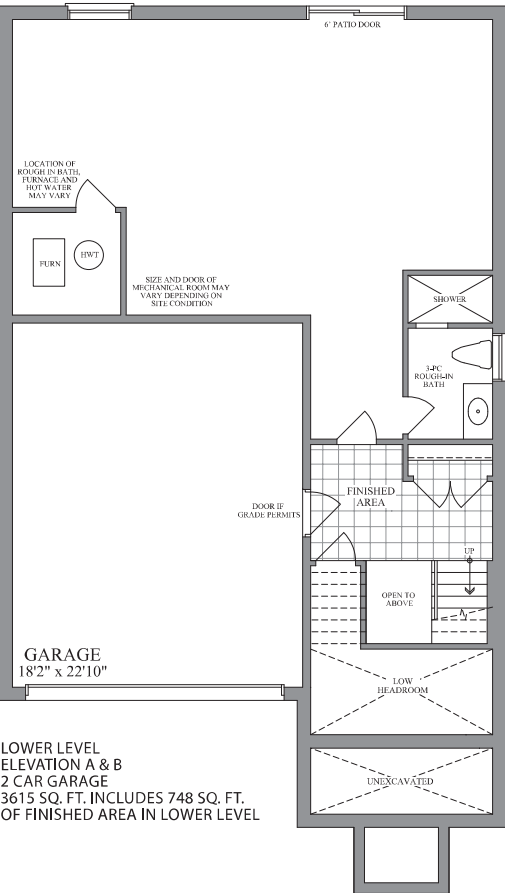 6' PATIO DOOR
LOCATION OF
ROUGH IN BATH,
FURNACE AND
HOT WATER
MAY VARY
FURN
HWT
SIZE AND DOOR OF
MECHANICAL ROOM MAY
VARY DEPENDING ON
SITE CONDITION
SHOWER
3-PC
ROUGH-IN
BATH
DOOR IF
GRADE PERMITS
FINISHED
AREA
UP
OPEN TO
ABOVE
GARAGE
18'2" x 22'10"
LOW
HEADROOM
UNEXCAVATED
LOWER LEVEL
ELEVATION A & B
2 CAR GARAGE
3615 SQ. FT. INCLUDES 748 SQ. FT.
OF FINISHED AREA IN LOWER LEVEL